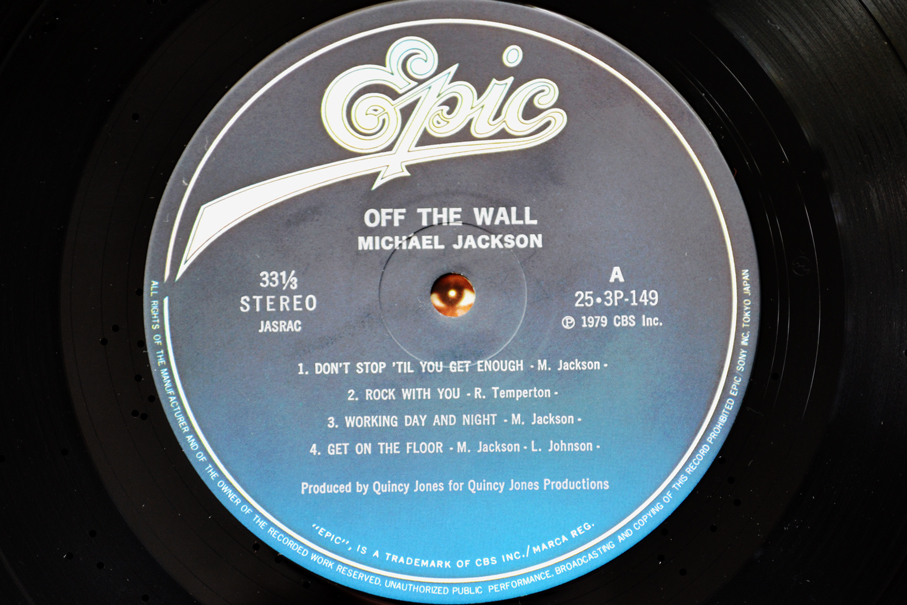 Epic
OFF THE WALL
MICHAEL JACKSON
33⅓
STEREO
JASRAC
A
25•3P-149
Ⓟ 1979 CBS Inc.
1. DON'T STOP 'TIL YOU GET ENOUGH - M. Jackson -
2. ROCK WITH YOU - R. Temperton -
3. WORKING DAY AND NIGHT - M. Jackson -
4. GET ON THE FLOOR - M. Jackson - L. Johnson -
Produced by Quincy Jones for Quincy Jones Productions
"EPIC", IS A TRADEMARK OF CBS INC./MARCA REG.
ALL RIGHTS OF THE MANUFACTURER AND OF THE OWNER OF THE RECORDED WORK RESERVED. UNAUTHORIZED PUBLIC PERFORMANCE. BROADCASTING AND COPYING OF THIS RECORD PROHIBITED EPIC/SONY INC. TOKYO JAPAN